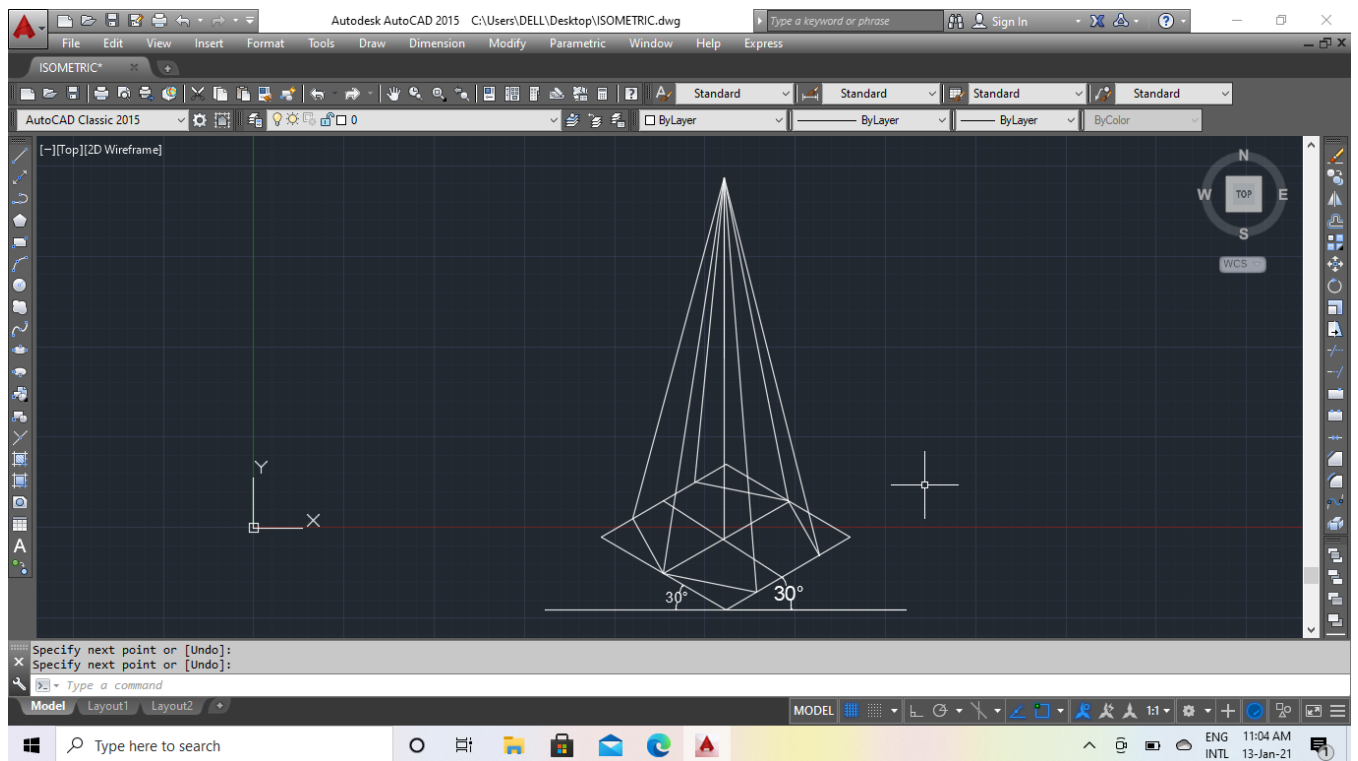 Autodesk AutoCAD 2015 C:\Users\DELL\Desktop\ISOMETRIC.dwg Type a keyword or phrase Sign In
File Edit View Insert Format Tools Draw Dimension Modify Parametric Window Help Express
ISOMETRIC*
Standard Standard Standard Standard
AutoCAD Classic 2015 0 ByLayer ByLayer ByLayer ByColor
[−][Top][2D Wireframe]
N
W TOP E
S
WCS
Y
X
30° 30°
Specify next point or [Undo]:
Specify next point or [Undo]:
Type a command
Model Layout1 Layout2 MODEL 1:1
Type here to search ENG 11:04 AM
INTL 13-Jan-21 1